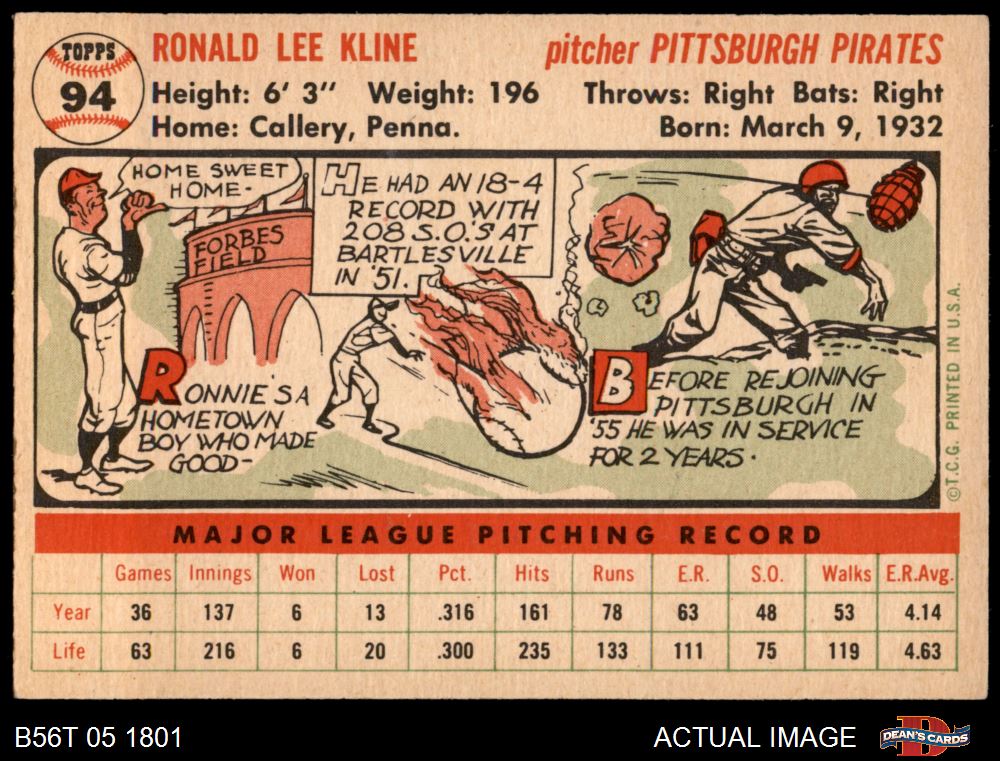 TOPPS
94
RONALD LEE KLINE
pitcher PITTSBURGH PIRATES
Height: 6' 3" Weight: 196 Throws: Right Bats: Right
Home: Callery, Penna. Born: March 9, 1932
HOME SWEET
HOME-
FORBES
FIELD
RONNIE'S A
HOMETOWN
BOY WHO MADE
GOOD-
HE HAD AN 18-4
RECORD WITH
208 S.O.'S AT
BARTLESVILLE
IN '51.
BEFORE REJOINING
PITTSBURGH IN
'55 HE WAS IN SERVICE
FOR 2 YEARS.
©T.C.G. PRINTED IN U.S.A.
MAJOR LEAGUE PITCHING RECORD
Games Innings Won Lost Pct. Hits Runs E.R. S.O. Walks E.R.Avg.
Year 36 137 6 13 .316 161 78 63 48 53 4.14
Life 63 216 6 20 .300 235 133 111 75 119 4.63
B56T 05 1801
ACTUAL IMAGE
D
DEAN'S CARDS